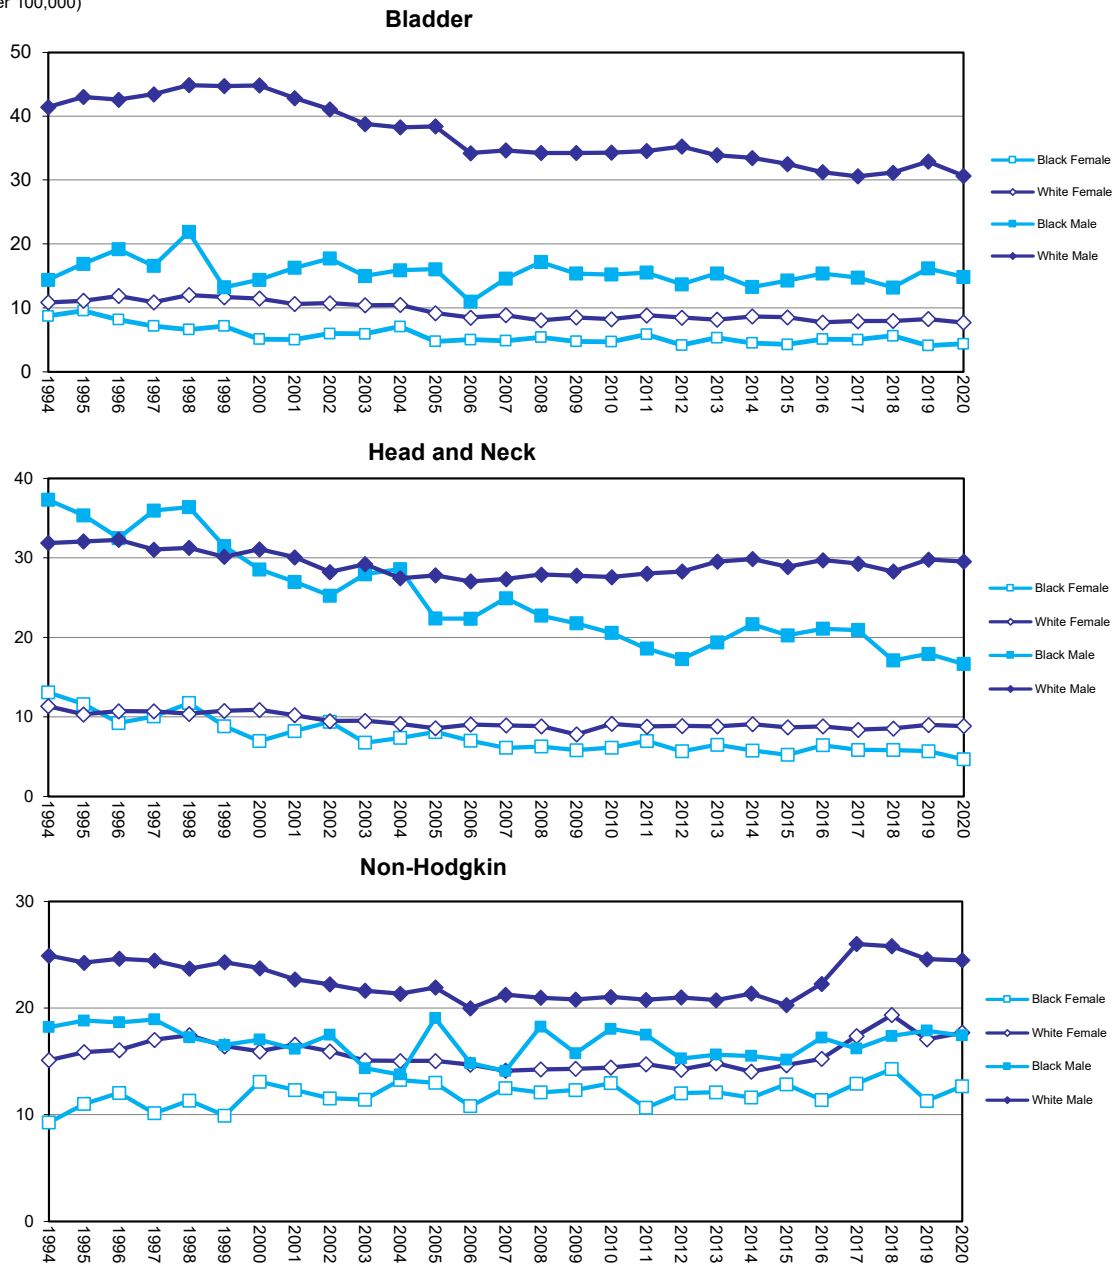 er 100,000)
Bladder
50
40
30
20
10
0
1994 1995 1996 1997 1998 1999 2000 2001 2002 2003 2004 2005 2006 2007 2008 2009 2010 2011 2012 2013 2014 2015 2016 2017 2018 2019 2020
Black Female
White Female
Black Male
White Male
Head and Neck
40
30
20
10
0
1994 1995 1996 1997 1998 1999 2000 2001 2002 2003 2004 2005 2006 2007 2008 2009 2010 2011 2012 2013 2014 2015 2016 2017 2018 2019 2020
Black Female
White Female
Black Male
White Male
Non-Hodgkin
30
20
10
0
1994 1995 1996 1997 1998 1999 2000 2001 2002 2003 2004 2005 2006 2007 2008 2009 2010 2011 2012 2013 2014 2015 2016 2017 2018 2019 2020
Black Female
White Female
Black Male
White Male